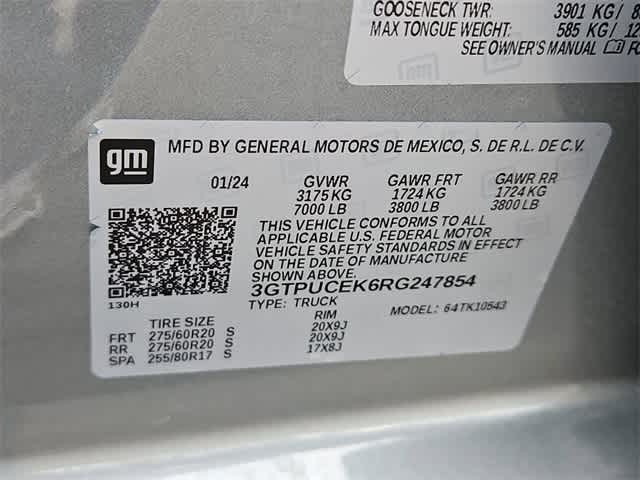 GOOSENECK TWR: 3901 KG/ 8
MAX TONGUE WEIGHT: 585 KG/ 12
SEE OWNER'S MANUAL
gm MFD BY GENERAL MOTORS DE MEXICO, S. DE R.L. DE C.V.
01/24 GVWR GAWR FRT GAWR RR
3175 KG 1724 KG 1724 KG
7000 LB 3800 LB 3800 LB
THIS VEHICLE CONFORMS TO ALL
APPLICABLE U.S. FEDERAL MOTOR
VEHICLE SAFETY STANDARDS IN EFFECT
ON THE DATE OF MANUFACTURE
SHOWN ABOVE.
3GTPUCEK6RG247854
130H
TYPE: TRUCK MODEL: 64TK10543
TIRE SIZE RIM
FRT 275/60R20 S 20X9J
RR 275/60R20 S 20X9J
SPA 255/80R17 S 17X8J